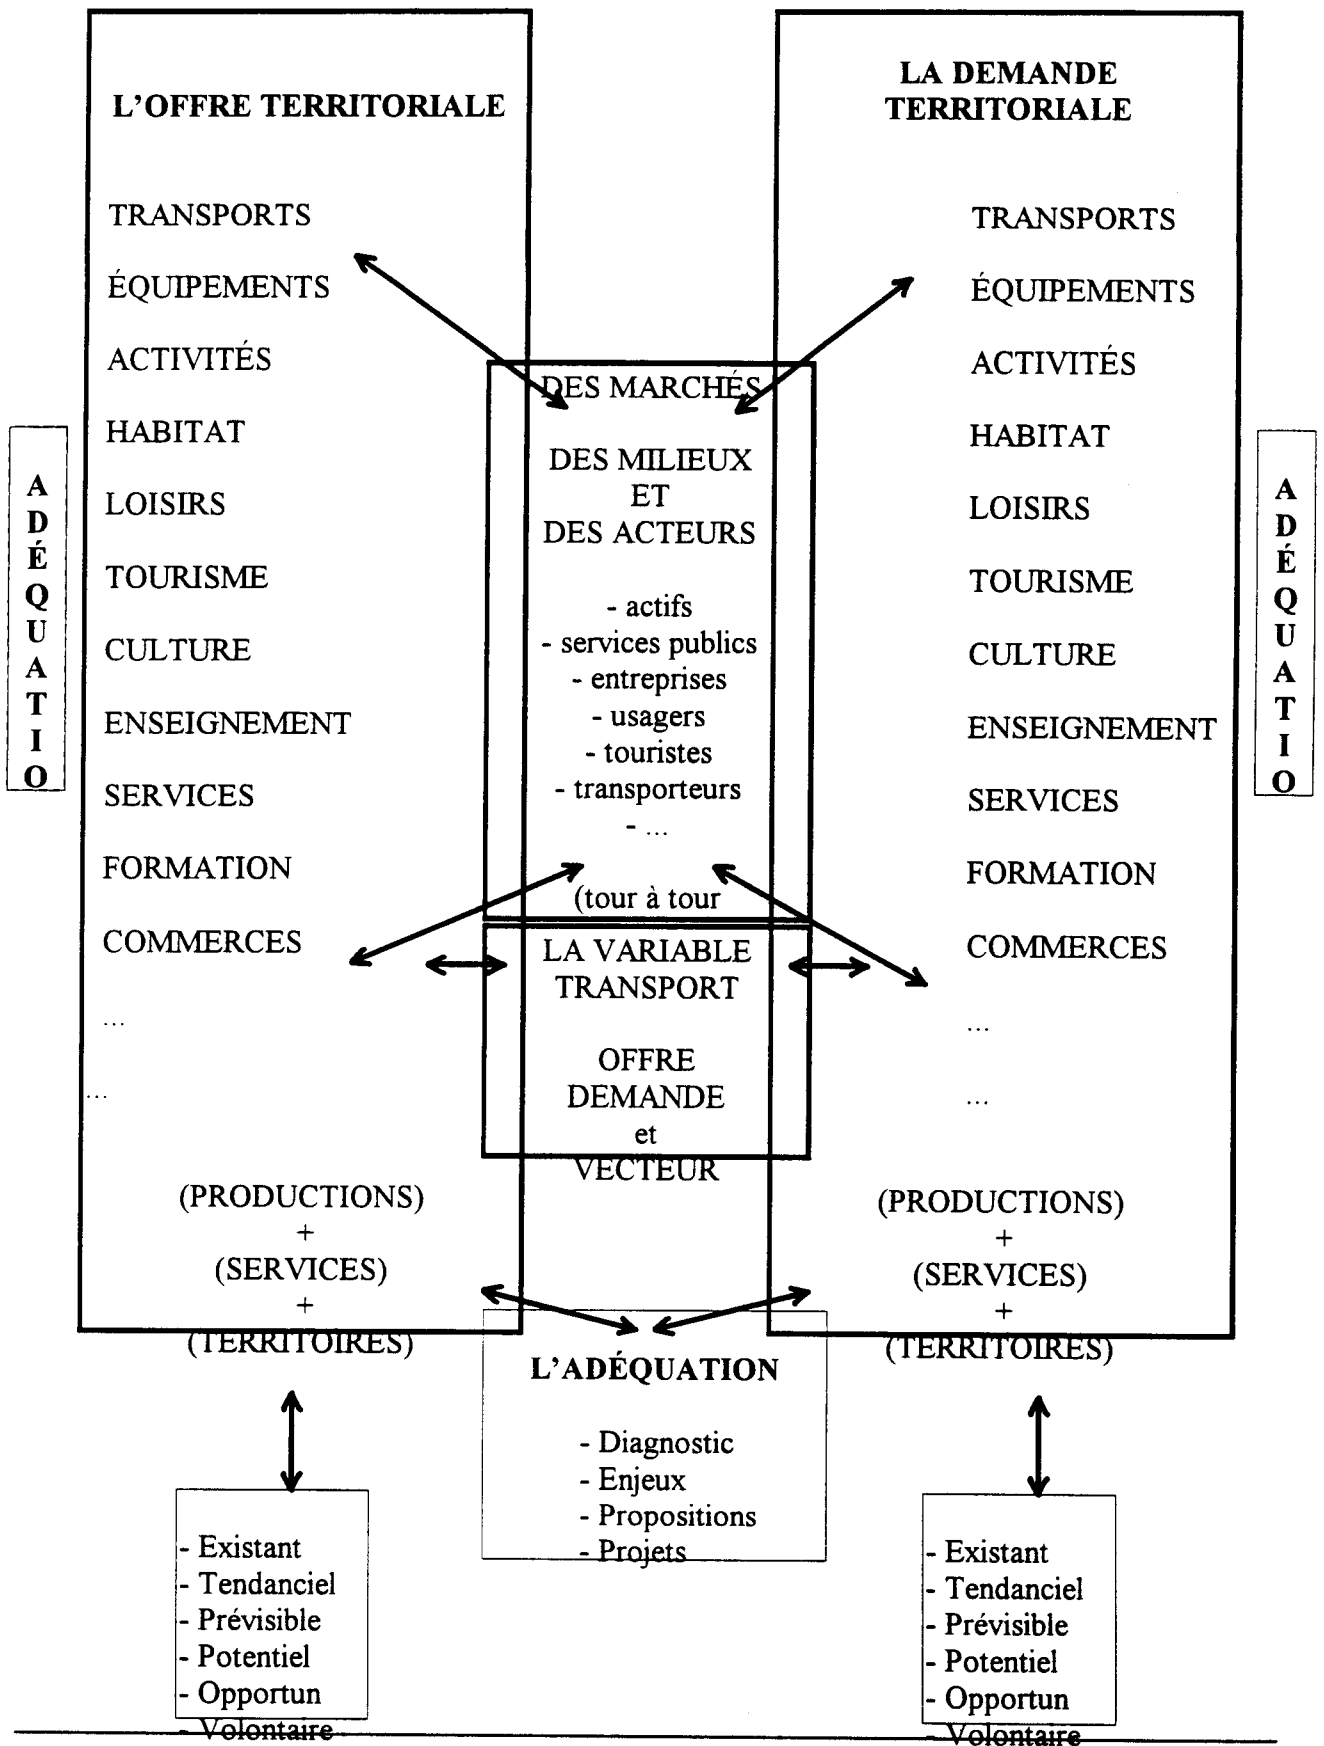 L'OFFRE TERRITORIALE
TRANSPORTS
ÉQUIPEMENTS
ACTIVITÉS
HABITAT
LOISIRS
TOURISME
CULTURE
ENSEIGNEMENT
SERVICES
FORMATION
COMMERCES
...
...
(PRODUCTIONS)
+
(SERVICES)
+
(TERRITOIRES)
A
D
É
Q
U
A
T
I
O
DES MARCHÉS
DES MILIEUX
ET
DES ACTEURS
- actifs
- services publics
- entreprises
- usagers
- touristes
- transporteurs
- ...
(tour à tour
LA VARIABLE
TRANSPORT
OFFRE
DEMANDE
et
VECTEUR
LA DEMANDE
TERRITORIALE
TRANSPORTS
ÉQUIPEMENTS
ACTIVITÉS
HABITAT
LOISIRS
TOURISME
CULTURE
ENSEIGNEMENT
SERVICES
FORMATION
COMMERCES
...
...
(PRODUCTIONS)
+
(SERVICES)
+
(TERRITOIRES)
A
D
É
Q
U
A
T
I
O
L'ADÉQUATION
- Diagnostic
- Enjeux
- Propositions
- Projets
- Existant
- Tendanciel
- Prévisible
- Potentiel
- Opportun
- Volontaire
- Existant
- Tendanciel
- Prévisible
- Potentiel
- Opportun
- Volontaire